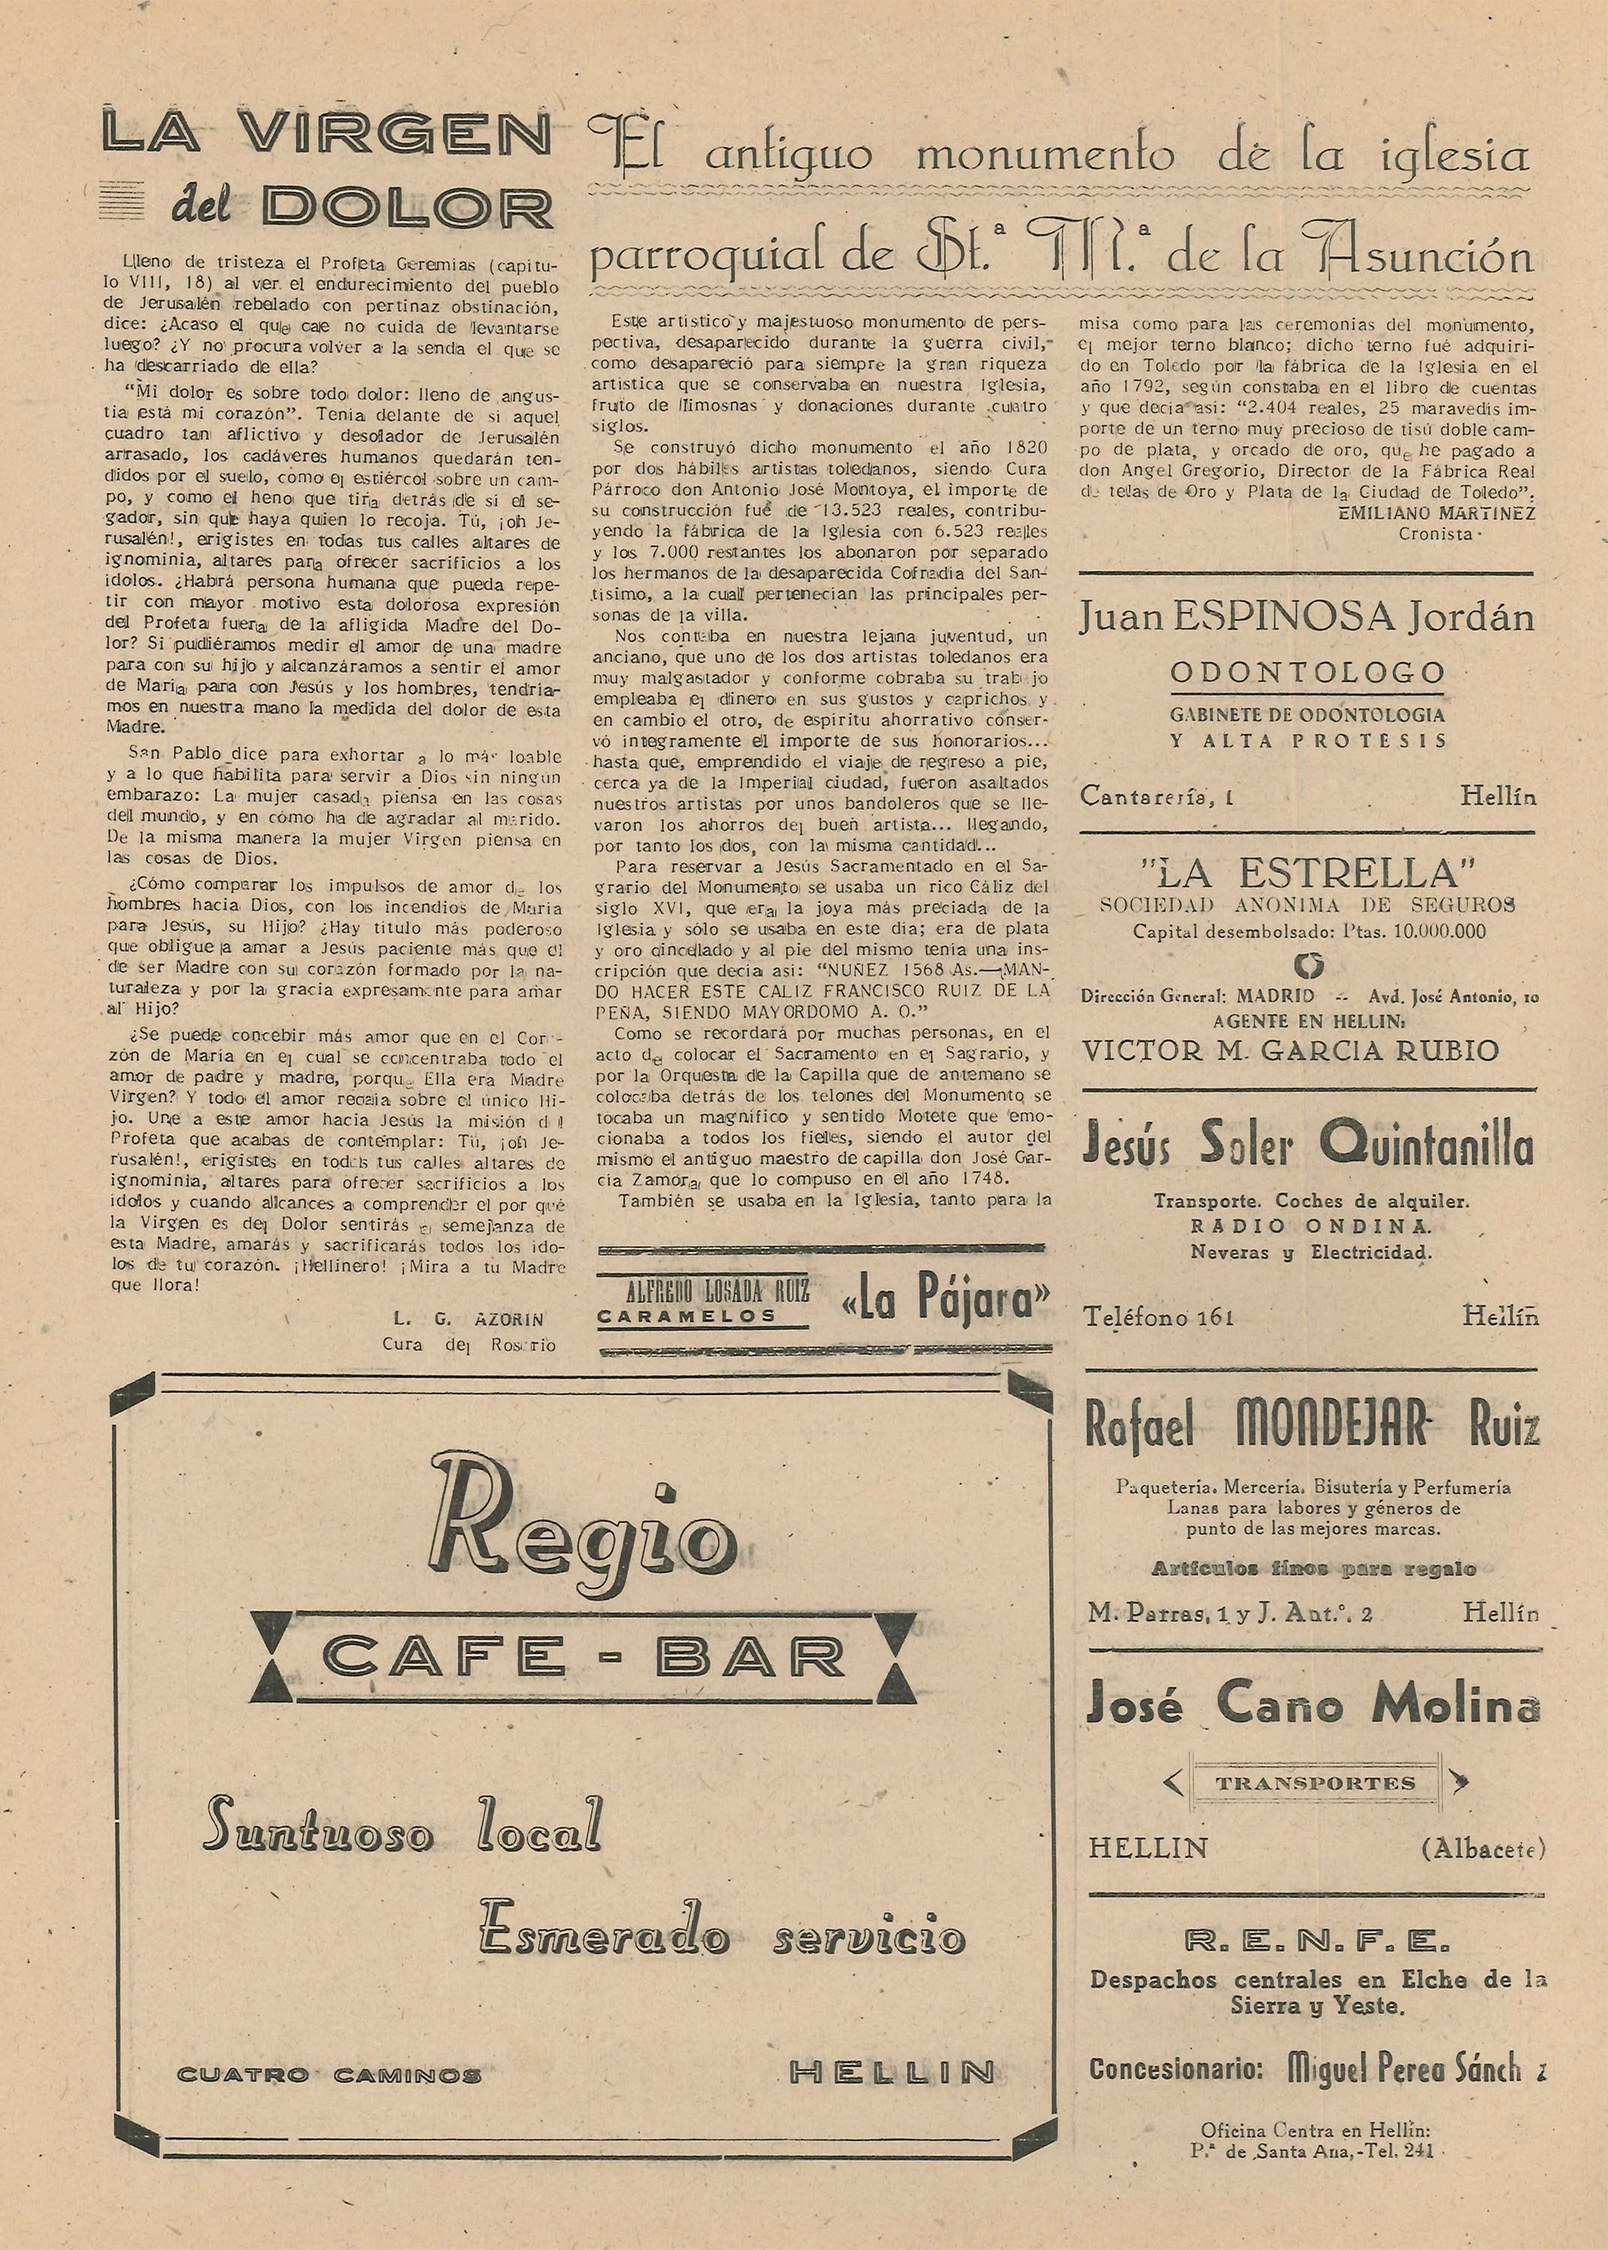 LA VIRGEN
del DOLOR
Lleno de tristeza el Profeta Geremias (capitu-
lo VIII, 18) al ver el endurecimiento del pueblo
de Jerusalén rebelado con pertinaz obstinación,
dice: ¿Acaso el que cae no cuida de levantarse
luego? ¿Y no procura volver a la senda el que se
ha descarriado de ella?
“Mi dolor es sobre todo dolor: lleno de angus-
tia está mi corazón”. Tenia delante de si aquel
cuadro tan aflictivo y desolador de Jerusalén
arrasado, los cadáveres humanos quedarán ten-
didos por el suelo, como el estiércol sobre un cam-
po, y como el heno que tira detrás de si el se-
gador, sin que haya quien lo recoja. Tú, ¡oh Je-
rusalén!, erigistes en todas tus calles altares de
ignominia, altares para ofrecer sacrificios a los
idolos. ¿Habrá persona humana que pueda repe-
tir con mayor motivo esta dolorosa expresión
del Profeta fuera de la afligida Madre del Do-
lor? Si pudiéramos medir el amor de una madre
para con su hijo y alcanzáramos a sentir el amor
de Maria para con Jesús y los hombres, tendría-
mos en nuestra mano la medida del dolor de esta
Madre.
San Pablo dice para exhortar a lo más loable
y a lo que habilita para servir a Dios sin ningún
embarazo: La mujer casada piensa en las cosas
del mundo, y en cómo ha de agradar al marido.
De la misma manera la mujer Virgen piensa en
las cosas de Dios.
¿Cómo comparar los impulsos de amor de los
hombres hacia Dios, con los incendios de Maria
para Jesús, su Hijo? ¿Hay titulo más poderoso
que obligue a amar a Jesús paciente más que el
de ser Madre con su corazón formado por la na-
turaleza y por la gracia expresamente para amar
al Hijo?
¿Se puede concebir más amor que en el Cor -
zón de Maria en el cual se concentraba todo el
amor de padre y madre, porque Ella era Madre
Virgen? Y todo el amor recaia sobre el único Hi-
jo. Une a este amor hacia Jesús la misión del
Profeta que acabas de contemplar: Tú, ¡oh Je-
rusalén!, erigistes en todas tus calles altares de
ignominia, altares para ofrecer sacrificios a los
idolos y cuando alcances a comprender el por qué
la Virgen es del Dolor sentirás a semejanza de
esta Madre, amarás y sacrificarás todos los ido-
los de tu corazón. ¡Hellinero! ¡Mira a tu Madre
que llora!
L. G. AZORIN
Cura del Rosario
El antiguo monumento de la iglesia
parroquial de St.ª M.ª de la Asunción
Este artistico y majestuoso monumento de pers-
pectiva, desaparecido durante la guerra civil,
como desapareció para siempre la gran riqueza
artistica que se conservaba en nuestra Iglesia,
fruto de limosnas y donaciones durante cuatro
siglos.
Se construyó dicho monumento el año 1820
por dos hábiles artistas toledanos, siendo Cura
Párroco don Antonio José Montoya, el importe de
su construcción fué de 13.523 reales, contribu-
yendo la fábrica de la Iglesia con 6.523 reales
y los 7.000 restantes los abonaron por separado
los hermanos de la desaparecida Cofradia del San-
tisimo, a la cual pertenecian las principales per-
sonas de la villa.
Nos contaba en nuestra lejana juventud, un
anciano, que uno de los dos artistas toledanos era
muy malgastador y conforme cobraba su trabajo
empleaba el dinero en sus gustos y caprichos y
en cambio el otro, de espiritu ahorrativo conser-
vó integramente el importe de sus honorarios...
hasta que, emprendido el viaje de regreso a pie,
cerca ya de la Imperial ciudad, fueron asaltados
nuestros artistas por unos bandoleros que se lle-
varon los ahorros del buen artista... llegando,
por tanto los dos, con la misma cantidad...
Para reservar a Jesús Sacramentado en el Sa-
grario del Monumento se usaba un rico Cáliz del
siglo XVI, que era la joya más preciada de la
Iglesia y sólo se usaba en este dia; era de plata
y oro cincelado y al pie del mismo tenia una ins-
cripción que decia asi: “NUÑEZ 1568 As.—MAN-
DO HACER ESTE CALIZ FRANCISCO RUIZ DE LA
PEÑA, SIENDO MAYORDOMO A. O.”
Como se recordará por muchas personas, en el
acto de colocar el Sacramento en el Sagrario, y
por la Orquesta de la Capilla que de antemano se
colocaba detrás de los telones del Monumento se
tocaba un magnífico y sentido Motete que emo-
cionaba a todos los fieles, siendo el autor del
mismo el antiguo maestro de capilla don José Gar-
cia Zamora, que lo compuso en el año 1748.
También se usaba en la Iglesia, tanto para la
misa como para las ceremonias del monumento,
el mejor terno blanco; dicho terno fué adquiri-
do en Toledo por la fábrica de la Iglesia en el
año 1792, según constaba en el libro de cuentas
y que decia asi: “2.404 reales, 25 maravedis im-
porte de un terno muy precioso de tisú doble cam-
po de plata, y orcado de oro, que he pagado a
don Angel Gregorio, Director de la Fábrica Real
de telas de Oro y Plata de la Ciudad de Toledo”.
EMILIANO MARTINEZ
Cronista
ALFREDO LOSADA RUIZ
CARAMELOS
«La Pájara»
Regio
CAFE - BAR
Suntuoso local
Esmerado servicio
CUATRO CAMINOS HELLIN
Juan ESPINOSA Jordán
ODONTOLOGO
GABINETE DE ODONTOLOGIA
Y ALTA PROTESIS
Cantarería, 1 Hellín
"LA ESTRELLA"
SOCIEDAD ANONIMA DE SEGUROS
Capital desembolsado: Ptas. 10.000.000
Dirección General: MADRID -- Avd. José Antonio, 10
AGENTE EN HELLIN:
VICTOR M. GARCIA RUBIO
Jesús Soler Quintanilla
Transporte. Coches de alquiler.
RADIO ONDINA.
Neveras y Electricidad.
Teléfono 161 Hellín
Rafael MONDEJAR Ruiz
Paquetería. Mercería. Bisutería y Perfumería
Lanas para labores y géneros de
punto de las mejores marcas.
Artículos finos para regalo
M. Parras, 1 y J. Ant.º. 2 Hellín
José Cano Molina
TRANSPORTES
HELLIN (Albacete)
R. E. N. F. E.
Despachos centrales en Elche de la
Sierra y Yeste.
Concesionario: Miguel Perea Sánch z
Oficina Centra en Hellín:
P.ª de Santa Ana,-Tel. 241